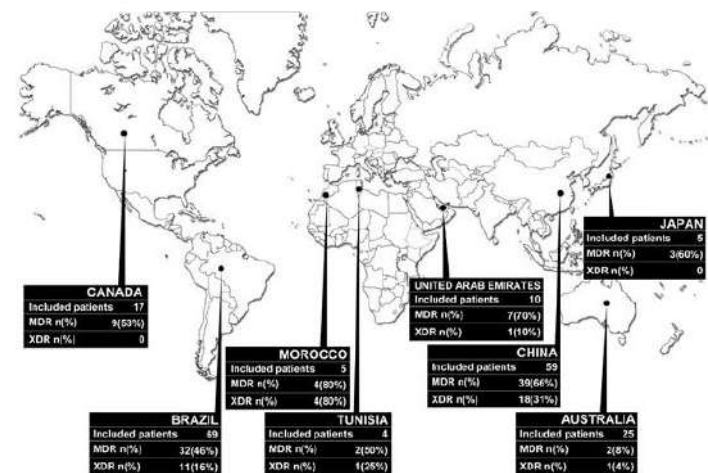 CANADA
Included patients 17
MDR n(%) 9(53%)
XDR n(%) 0
BRAZIL
Included patients 69
MDR n(%) 32(46%)
XDR n(%) 11(16%)
MOROCCO
Included patients 5
MDR n(%) 4(80%)
XDR n(%) 4(80%)
TUNISIA
Included patients 4
MDR n(%) 2(50%)
XDR n(%) 1(25%)
UNITED ARAB EMIRATES
Included patients 10
MDR n(%) 7(70%)
XDR n(%) 1(10%)
CHINA
Included patients 59
MDR n(%) 39(66%)
XDR n(%) 18(31%)
JAPAN
Included patients 5
MDR n(%) 3(60%)
XDR n(%) 0
AUSTRALIA
Included patients 25
MDR n(%) 2(8%)
XDR n(%) 1(4%)